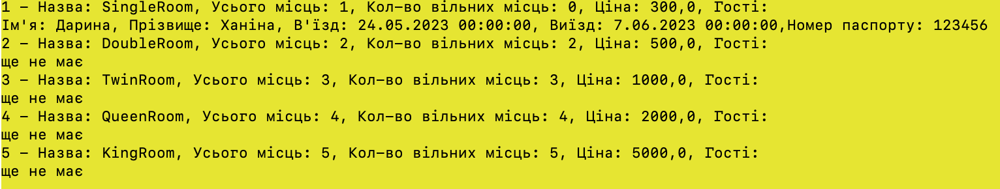 1 – Назва: SingleRoom, Усього місць: 1, Кол-во вільних місць: 0, Ціна: 300,0, Гості:
Ім'я: Дарина, Прізвище: Ханіна, В'їзд: 24.05.2023 00:00:00, Виїзд: 7.06.2023 00:00:00,Номер паспорту: 123456
2 – Назва: DoubleRoom, Усього місць: 2, Кол-во вільних місць: 2, Ціна: 500,0, Гості:
ще не має
3 – Назва: TwinRoom, Усього місць: 3, Кол-во вільних місць: 3, Ціна: 1000,0, Гості:
ще не має
4 – Назва: QueenRoom, Усього місць: 4, Кол-во вільних місць: 4, Ціна: 2000,0, Гості:
ще не має
5 – Назва: KingRoom, Усього місць: 5, Кол-во вільних місць: 5, Ціна: 5000,0, Гості:
ще не має